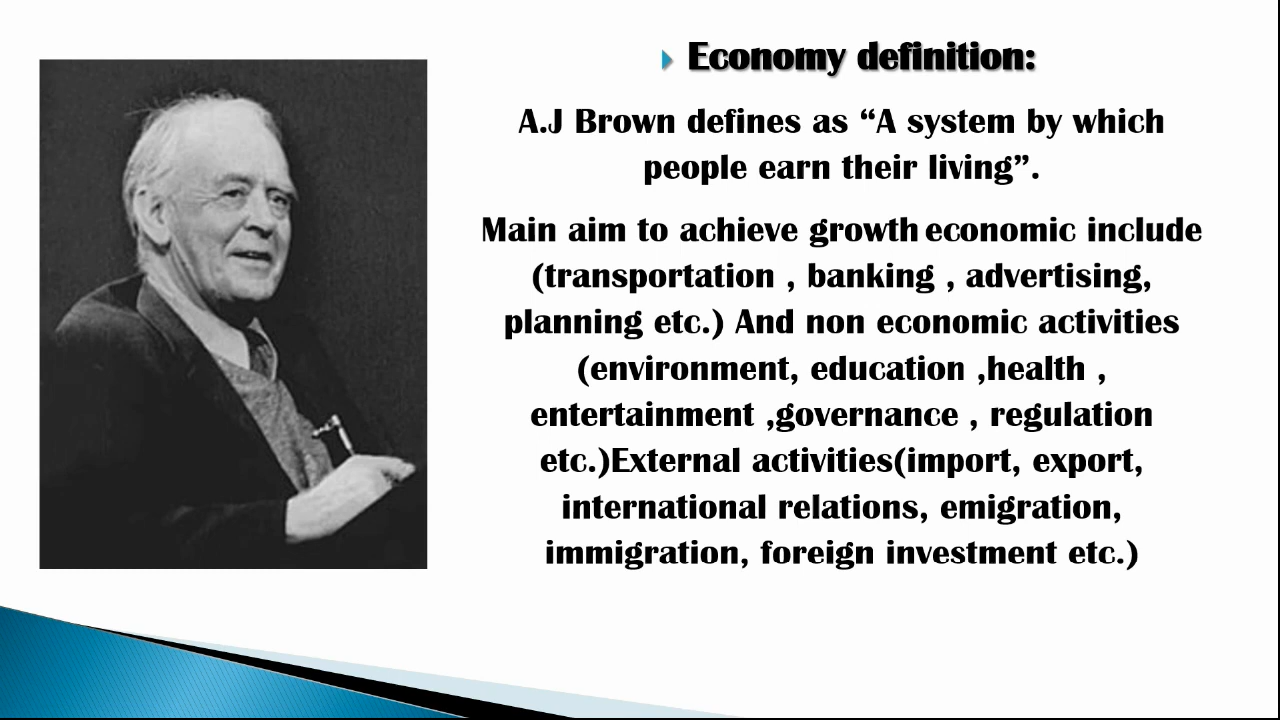 Economy definition:
A.J Brown defines as “A system by which
people earn their living”.
Main aim to achieve growth economic include
(transportation , banking , advertising,
planning etc.) And non economic activities
(environment, education ,health ,
entertainment ,governance , regulation
etc.)External activities(import, export,
international relations, emigration,
immigration, foreign investment etc.)